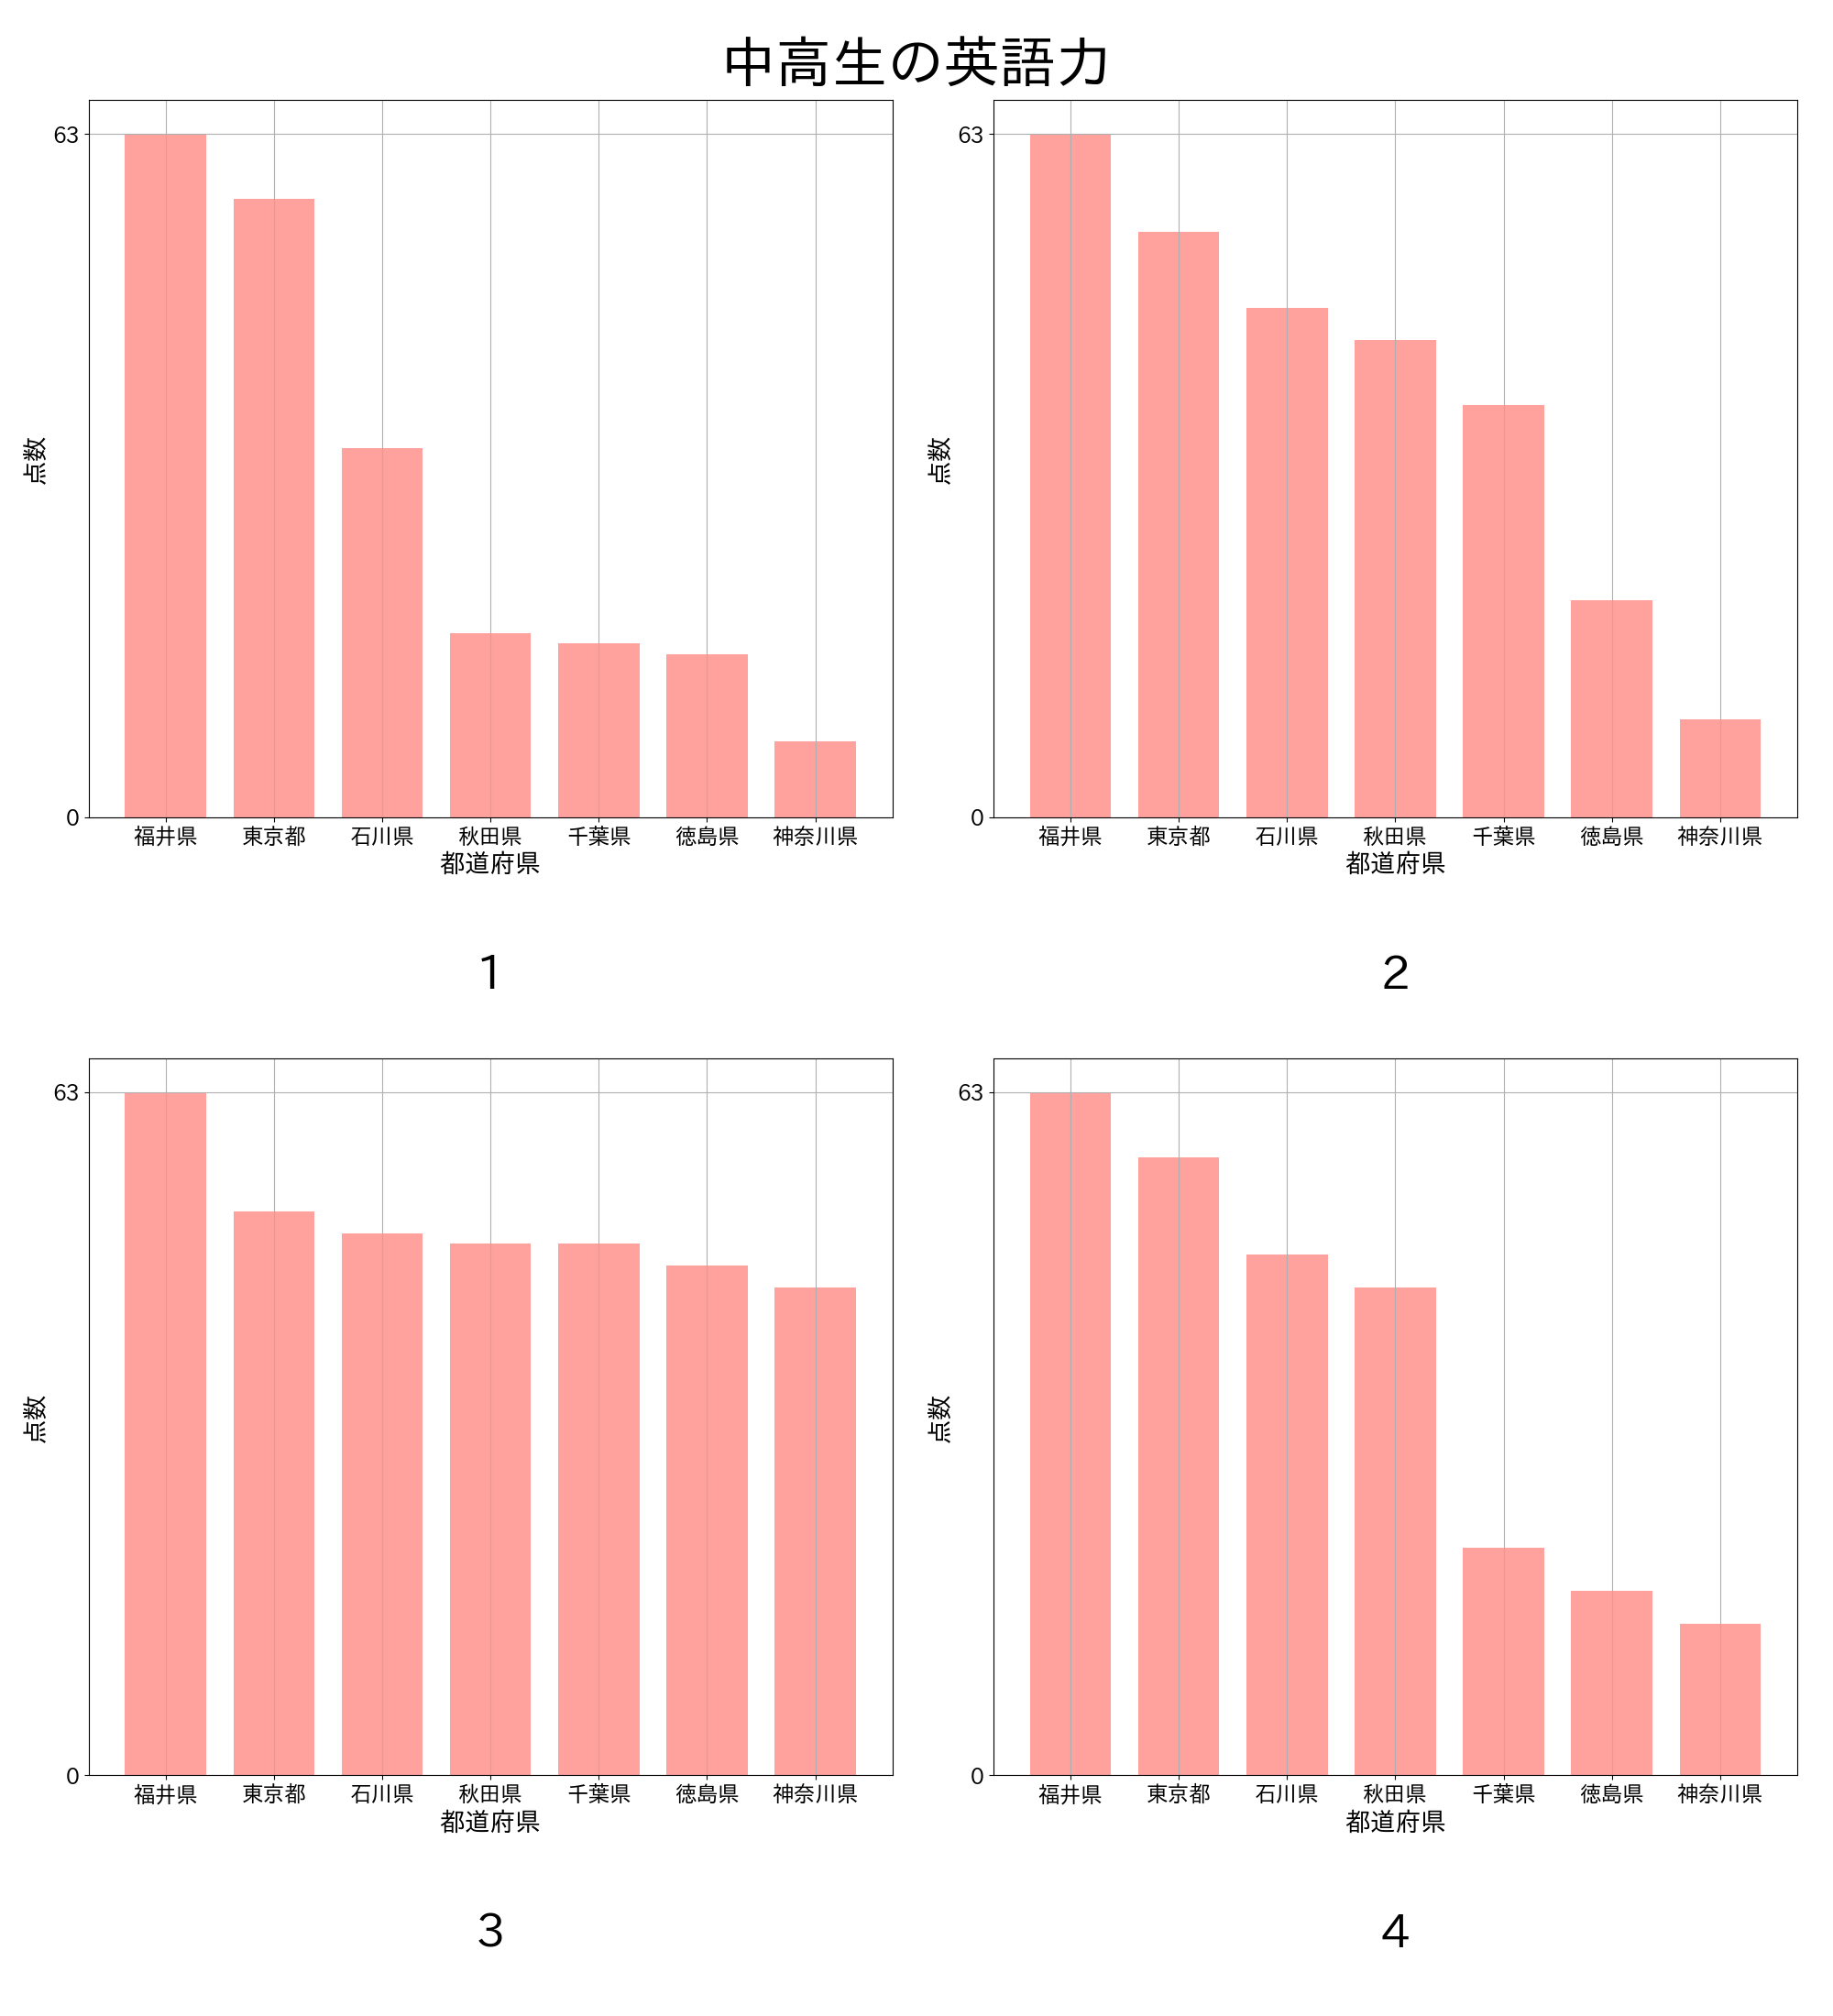 中高生の英語力
63
0
点数
福井県 東京都 石川県 秋田県 千葉県 徳島県 神奈川県
都道府県
1
63
0
点数
福井県 東京都 石川県 秋田県 千葉県 徳島県 神奈川県
都道府県
2
63
0
点数
福井県 東京都 石川県 秋田県 千葉県 徳島県 神奈川県
都道府県
3
63
0
点数
福井県 東京都 石川県 秋田県 千葉県 徳島県 神奈川県
都道府県
4